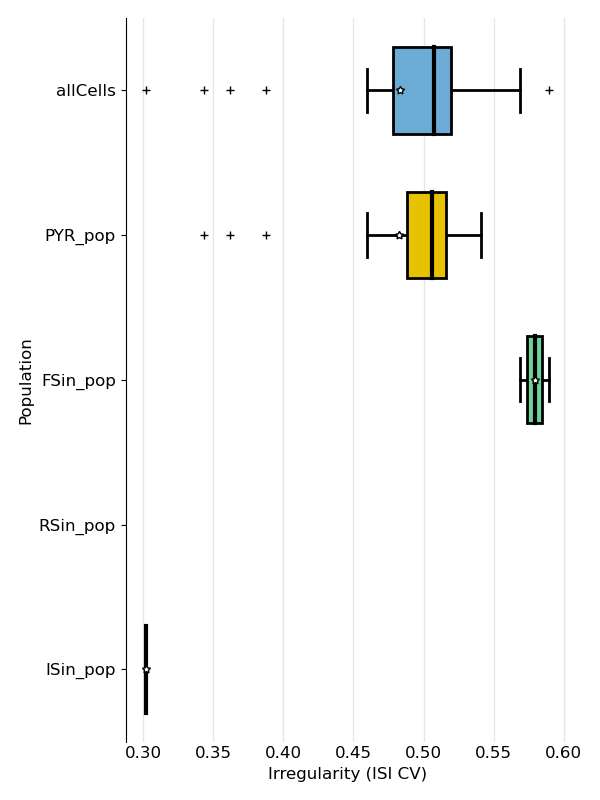 allCells
PYR_pop
FSin_pop
RSin_pop
ISin_pop
Population
0.30 0.35 0.40 0.45 0.50 0.55 0.60
Irregularity (ISI CV)